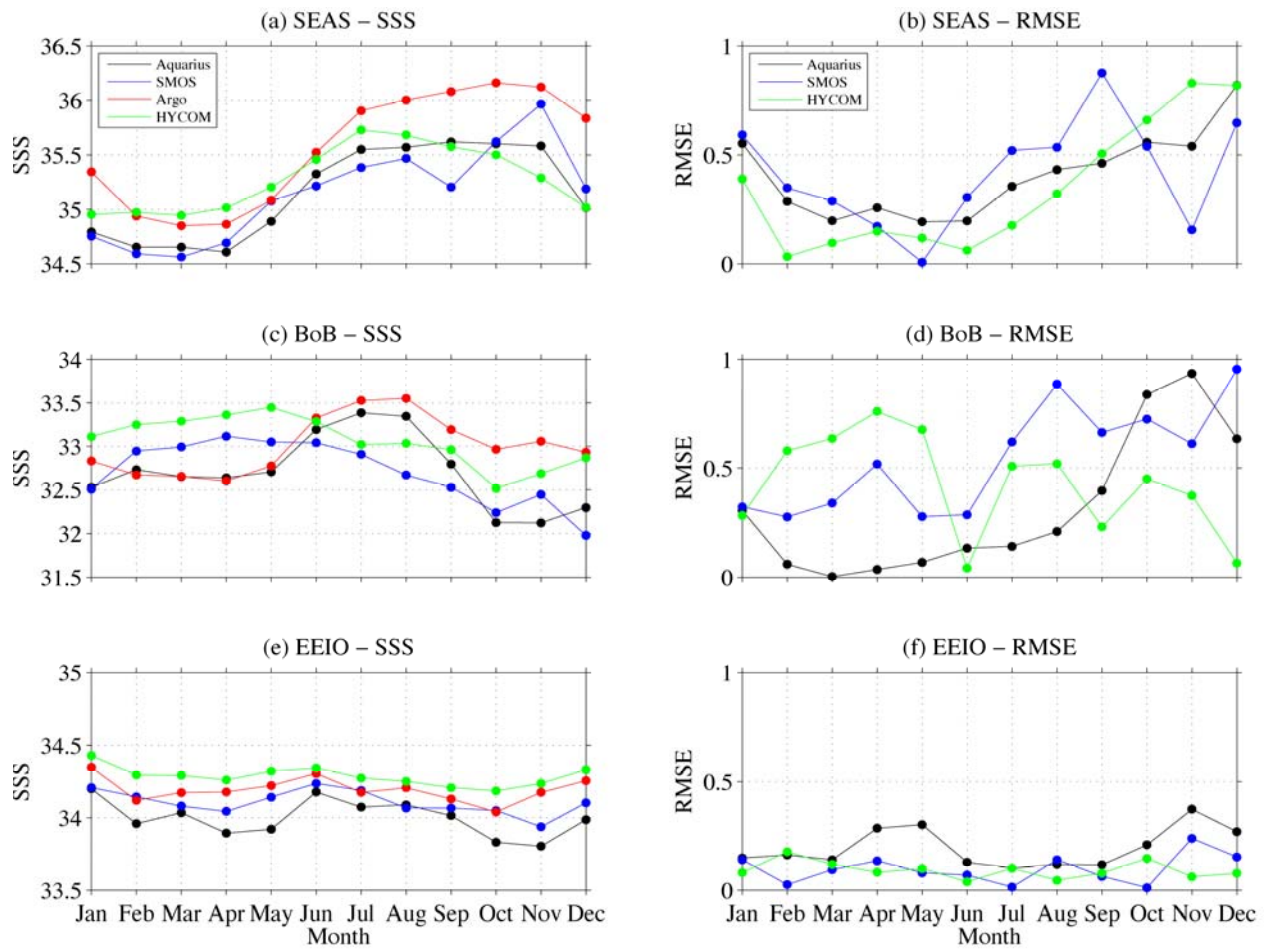 (a) SEAS – SSS
36.5
36
35.5
35
34.5
SSS
Aquarius
SMOS
Argo
HYCOM
(b) SEAS – RMSE
1
0.5
0
RMSE
Aquarius
SMOS
HYCOM
(c) BoB – SSS
34
33.5
33
32.5
32
31.5
SSS
(d) BoB – RMSE
1
0.5
0
RMSE
(e) EEIO – SSS
35
34.5
34
33.5
SSS
Jan Feb Mar Apr May Jun Jul Aug Sep Oct Nov Dec
Month
(f) EEIO – RMSE
1
0.5
0
RMSE
Jan Feb Mar Apr May Jun Jul Aug Sep Oct Nov Dec
Month